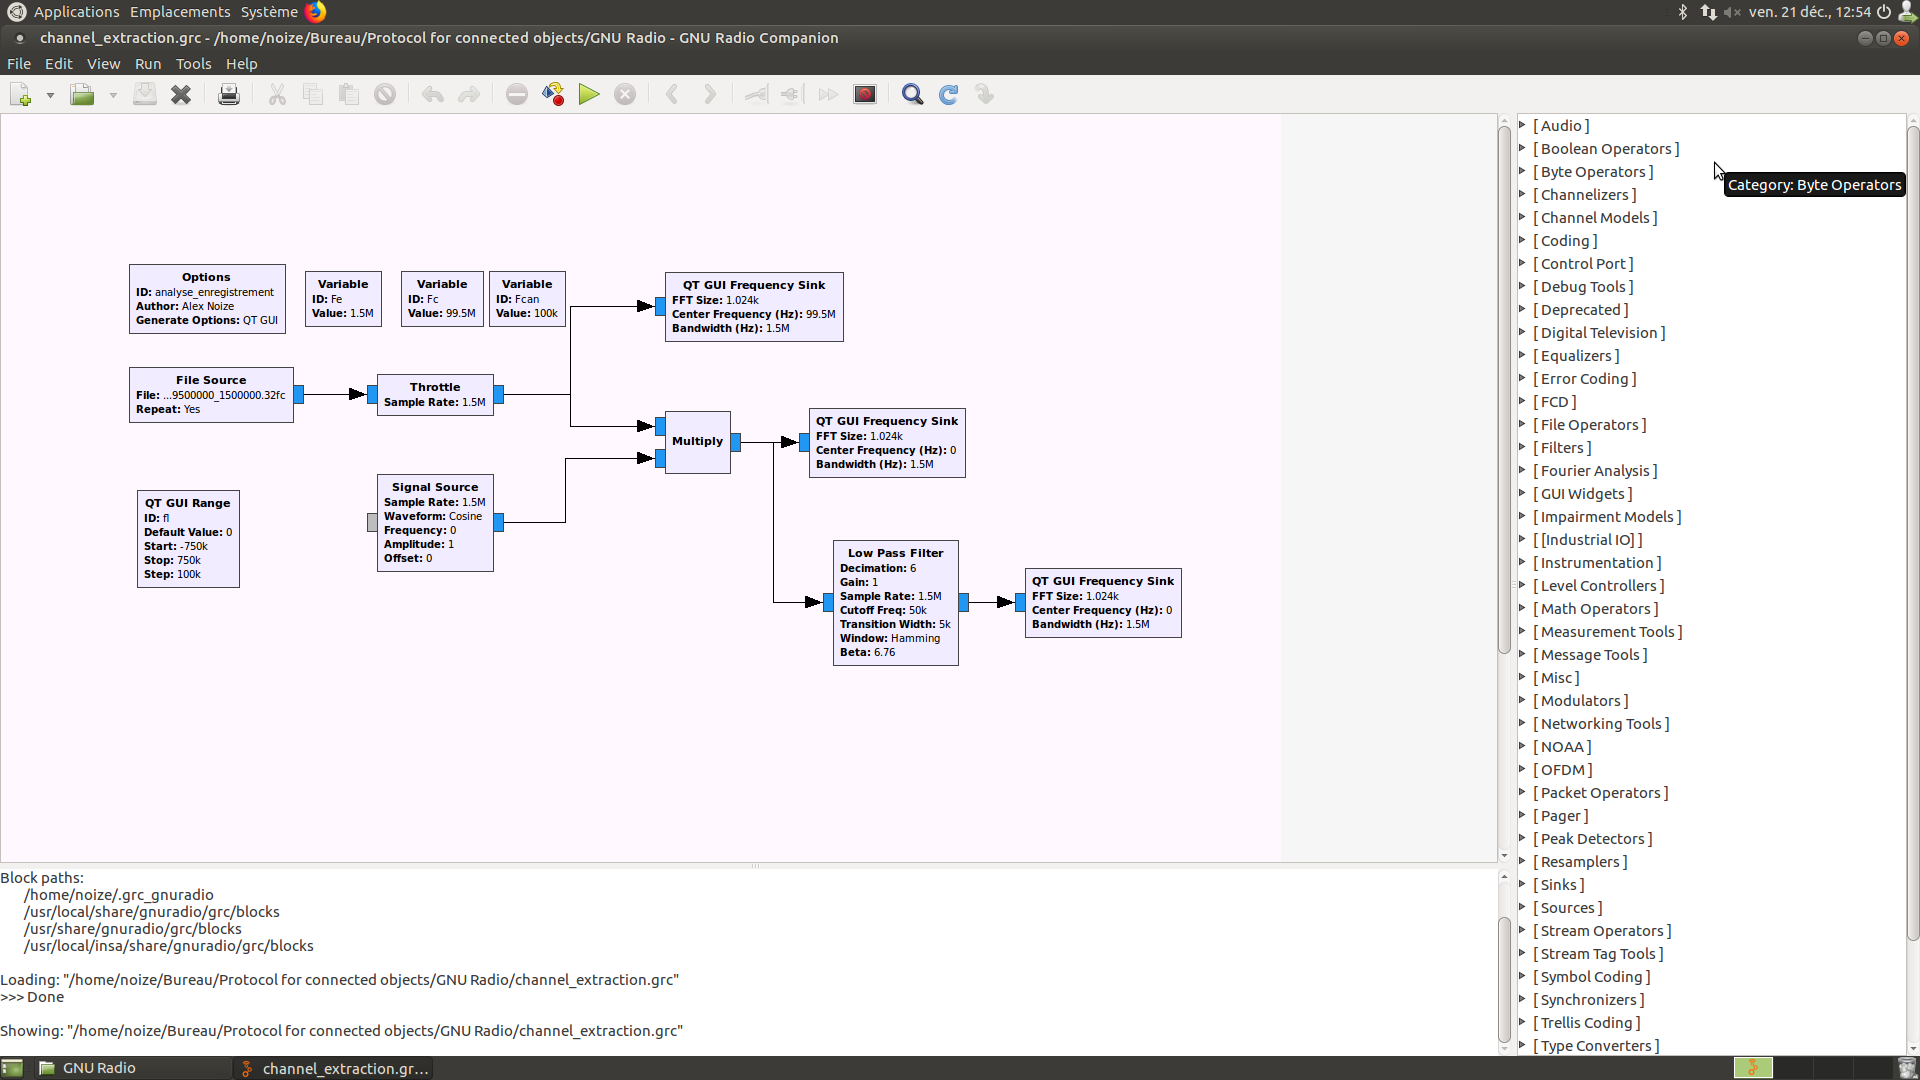 Applications Emplacements Système ven. 21 déc., 12:54
channel_extraction.grc - /home/noize/Bureau/Protocol for connected objects/GNU Radio - GNU Radio Companion
File Edit View Run Tools Help
Options
ID: analyse_enregistrement
Author: Alex Noize
Generate Options: QT GUI
Variable
ID: Fe
Value: 1.5M
Variable
ID: Fc
Value: 99.5M
Variable
ID: Fcan
Value: 100k
QT GUI Frequency Sink
FFT Size: 1.024k
Center Frequency (Hz): 99.5M
Bandwidth (Hz): 1.5M
File Source
File: ...9500000_1500000.32fc
Repeat: Yes
Throttle
Sample Rate: 1.5M
Multiply
QT GUI Frequency Sink
FFT Size: 1.024k
Center Frequency (Hz): 0
Bandwidth (Hz): 1.5M
QT GUI Range
ID: fl
Default Value: 0
Start: -750k
Stop: 750k
Step: 100k
Signal Source
Sample Rate: 1.5M
Waveform: Cosine
Frequency: 0
Amplitude: 1
Offset: 0
Low Pass Filter
Decimation: 6
Gain: 1
Sample Rate: 1.5M
Cutoff Freq: 50k
Transition Width: 5k
Window: Hamming
Beta: 6.76
QT GUI Frequency Sink
FFT Size: 1.024k
Center Frequency (Hz): 0
Bandwidth (Hz): 1.5M
[ Audio ]
[ Boolean Operators ]
[ Byte Operators ]
Category: Byte Operators
[ Channelizers ]
[ Channel Models ]
[ Coding ]
[ Control Port ]
[ Debug Tools ]
[ Deprecated ]
[ Digital Television ]
[ Equalizers ]
[ Error Coding ]
[ FCD ]
[ File Operators ]
[ Filters ]
[ Fourier Analysis ]
[ GUI Widgets ]
[ Impairment Models ]
[ [Industrial IO] ]
[ Instrumentation ]
[ Level Controllers ]
[ Math Operators ]
[ Measurement Tools ]
[ Message Tools ]
[ Misc ]
[ Modulators ]
[ Networking Tools ]
[ NOAA ]
[ OFDM ]
[ Packet Operators ]
[ Pager ]
[ Peak Detectors ]
[ Resamplers ]
[ Sinks ]
[ Sources ]
[ Stream Operators ]
[ Stream Tag Tools ]
[ Symbol Coding ]
[ Synchronizers ]
[ Trellis Coding ]
[ Type Converters ]
Block paths:
/home/noize/.grc_gnuradio
/usr/local/share/gnuradio/grc/blocks
/usr/share/gnuradio/grc/blocks
/usr/local/insa/share/gnuradio/grc/blocks
Loading: "/home/noize/Bureau/Protocol for connected objects/GNU Radio/channel_extraction.grc"
>>> Done
Showing: "/home/noize/Bureau/Protocol for connected objects/GNU Radio/channel_extraction.grc"
GNU Radio channel_extraction.gr...